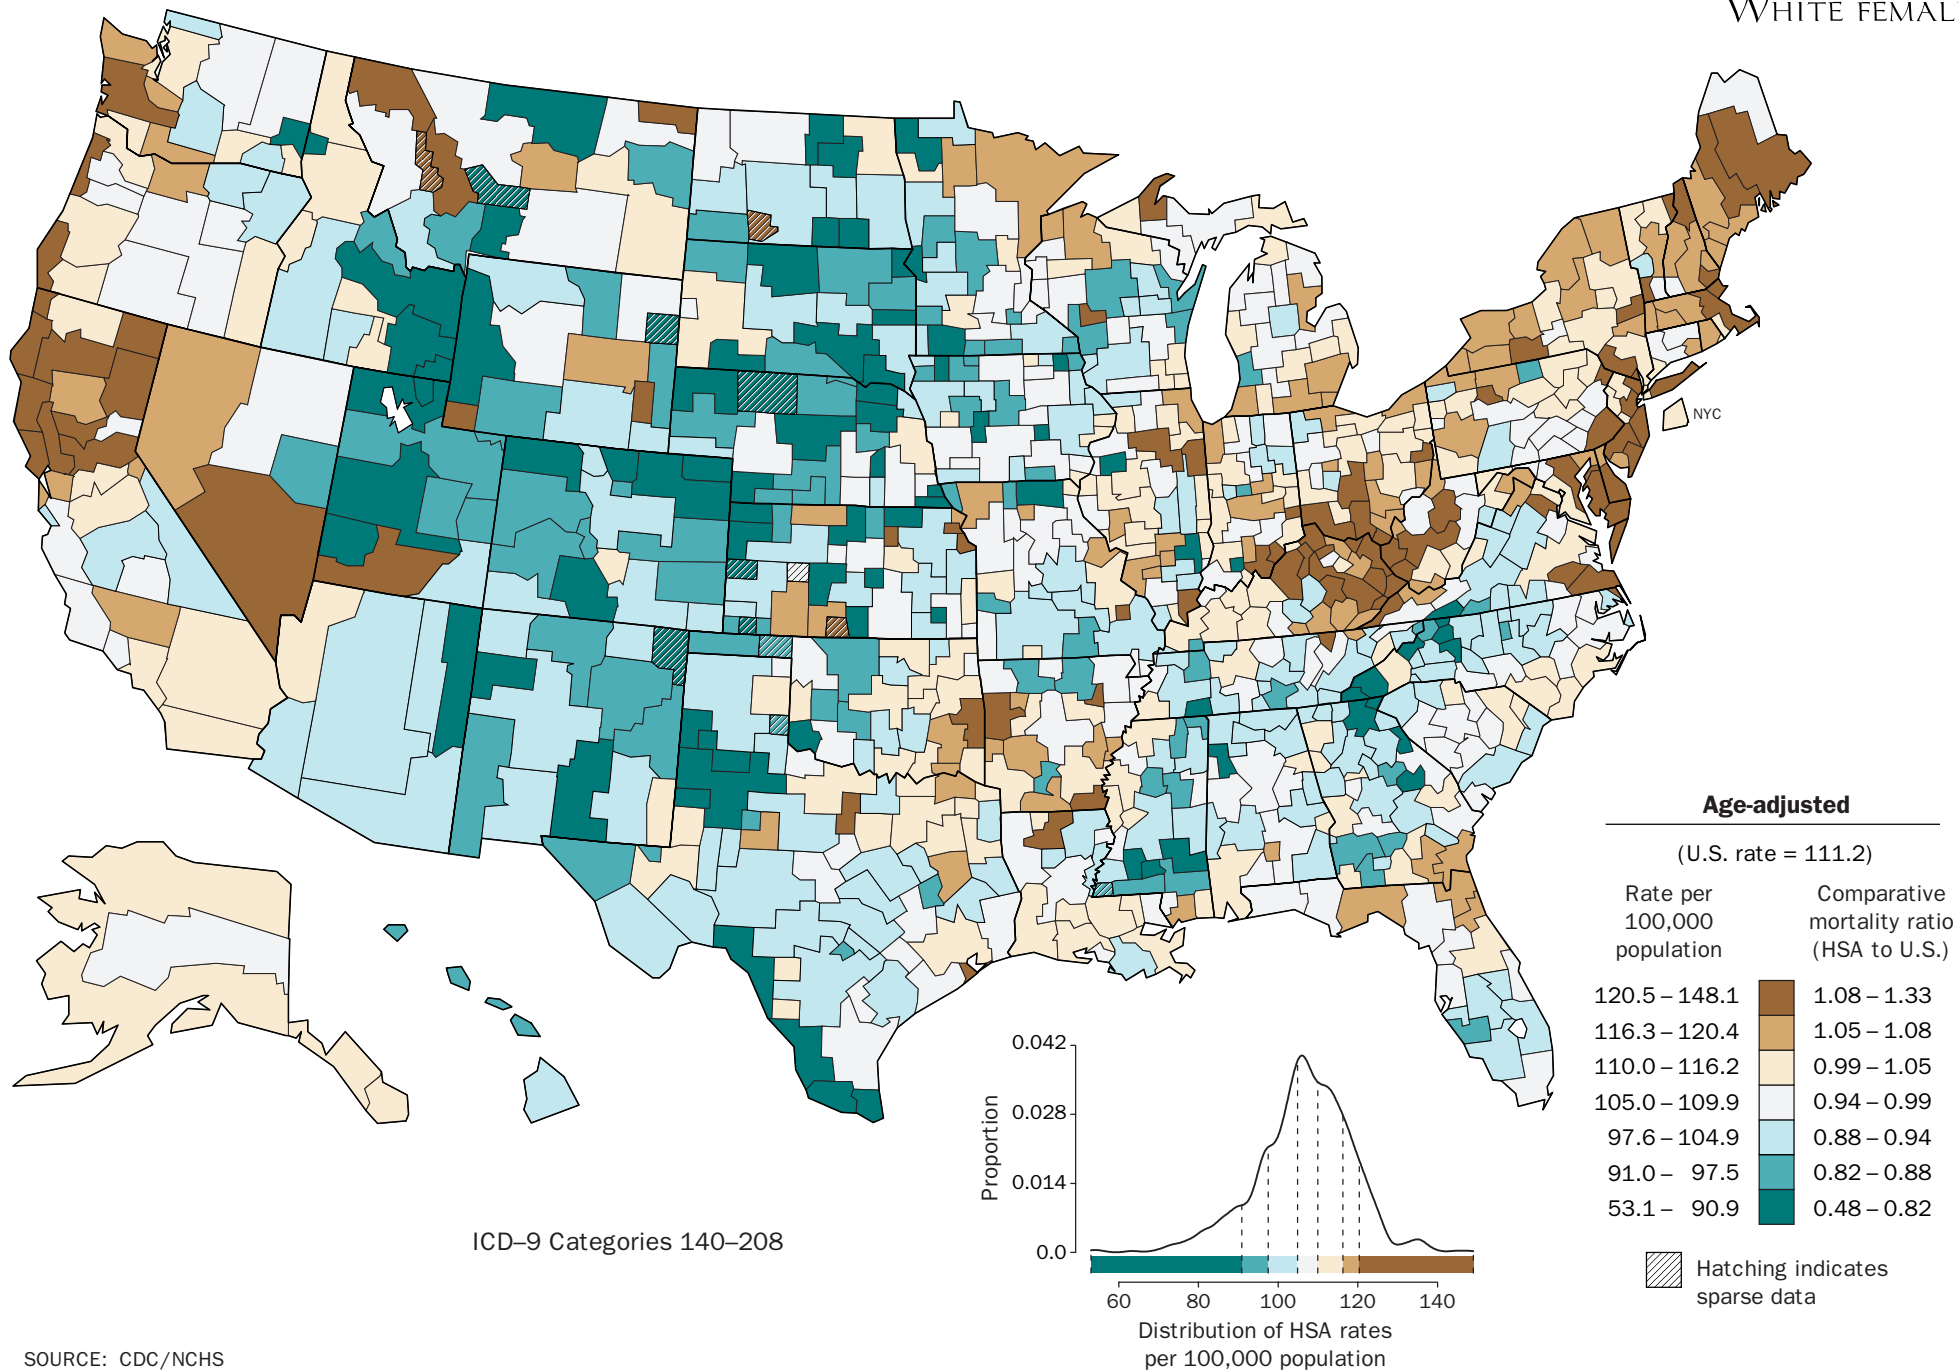 WHITE FEMAL
NYC
Age-adjusted
(U.S. rate = 111.2)
Rate per
100,000
population
Comparative
mortality ratio
(HSA to U.S.)
120.5 – 148.1 1.08 – 1.33
116.3 – 120.4 1.05 – 1.08
110.0 – 116.2 0.99 – 1.05
105.0 – 109.9 0.94 – 0.99
97.6 – 104.9 0.88 – 0.94
91.0 – 97.5 0.82 – 0.88
53.1 – 90.9 0.48 – 0.82
Hatching indicates
sparse data
Proportion
0.042
0.028
0.014
0.0
60 80 100 120 140
Distribution of HSA rates
per 100,000 population
ICD–9 Categories 140–208
SOURCE: CDC/NCHS